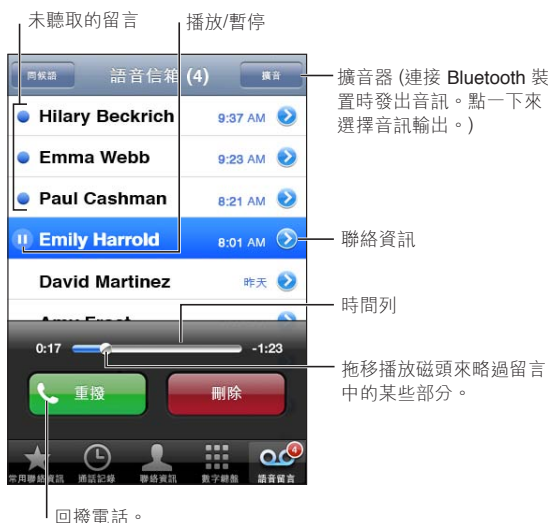 未聽取的留言
播放/暫停
問候語
語音信箱 (4)
擴音
擴音器 (連接 Bluetooth 裝
置時發出音訊。點一下來
選擇音訊輸出。)
Hilary Beckrich 9:37 AM
Emma Webb 9:23 AM
Paul Cashman 8:21 AM
Emily Harrold 8:01 AM
聯絡資訊
David Martinez 昨天
時間列
0:17 -1:23
拖移播放磁頭來略過留言
中的某些部分。
重撥
刪除
4
常用聯絡資訊 通話記錄 聯絡資訊 數字鍵盤 語音留言
回撥電話。